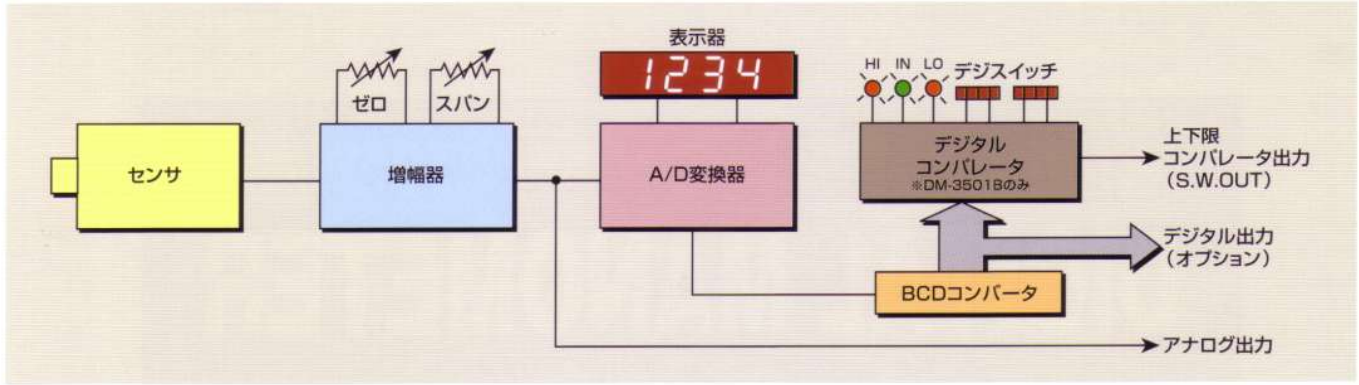 表示器
1234
HI IN LO デジスイッチ
ゼロ
スパン
センサ
増幅器
A/D変換器
デジタル
コンパレータ
※DM-3501Bのみ
上下限
コンパレータ出力
(S.W.OUT)
デジタル出力
(オプション)
BCDコンバータ
アナログ出力